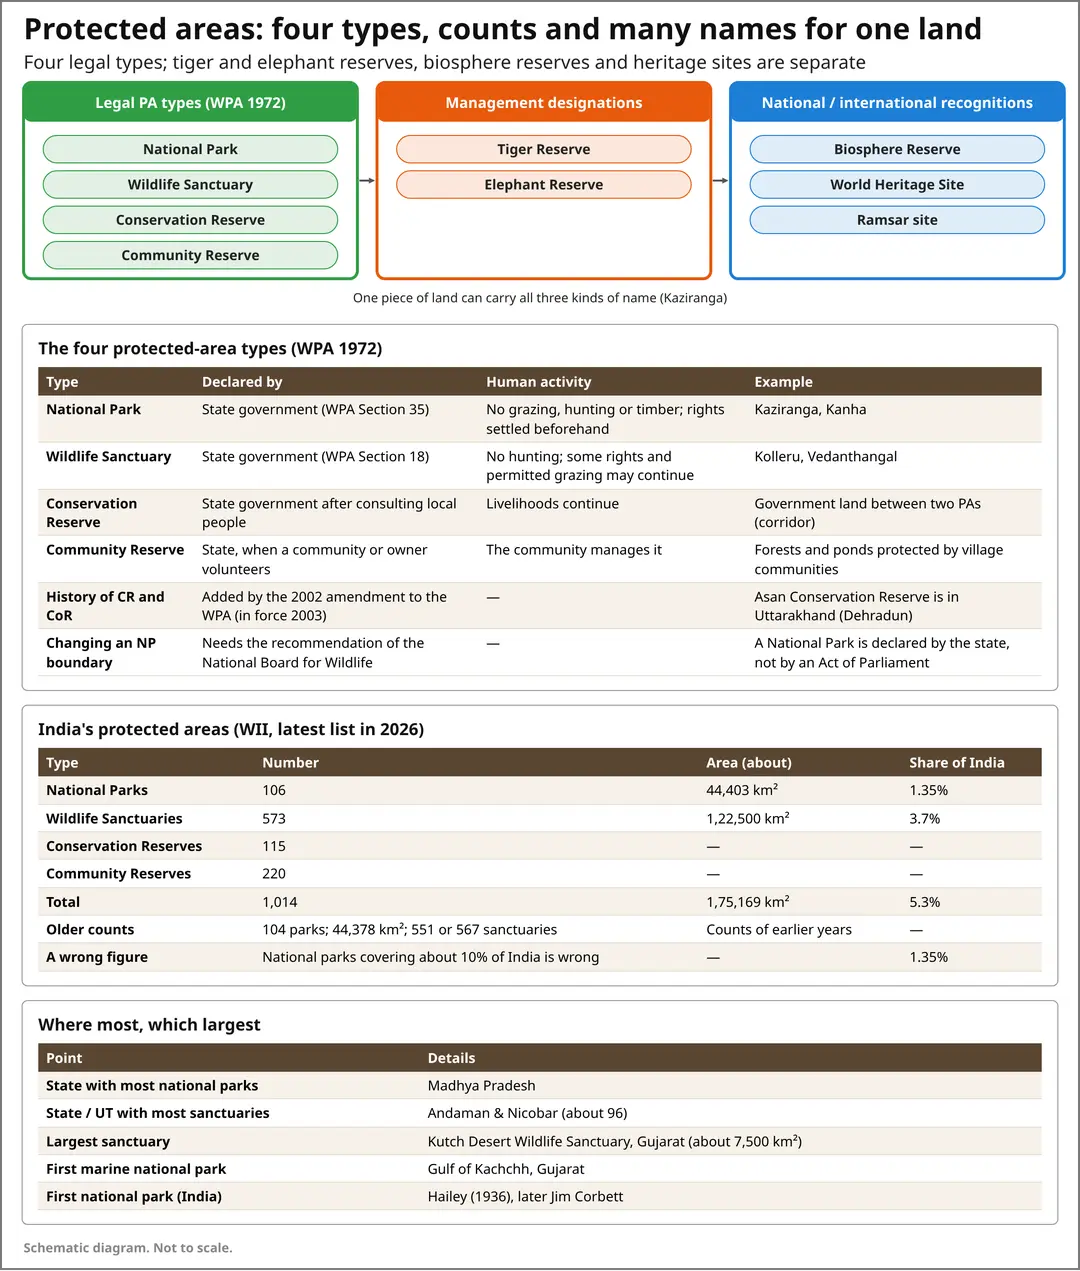 Protected areas: four types, counts and many names for one land
Four legal types; tiger and elephant reserves, biosphere reserves and heritage sites are separate
Legal PA types (WPA 1972)
National Park
Wildlife Sanctuary
Conservation Reserve
Community Reserve
Management designations
Tiger Reserve
Elephant Reserve
National / international recognitions
Biosphere Reserve
World Heritage Site
Ramsar site
One piece of land can carry all three kinds of name (Kaziranga)
The four protected-area types (WPA 1972)
Type Declared by Human activity Example
National Park State government (WPA Section 35) No grazing, hunting or timber; rights Kaziranga, Kanha
settled beforehand
Wildlife Sanctuary State government (WPA Section 18) No hunting; some rights and Kolleru, Vedanthangal
permitted grazing may continue
Conservation State government after consulting local Livelihoods continue Government land between two PAs
Reserve people (corridor)
Community Reserve State, when a community or owner The community manages it Forests and ponds protected by village
volunteers communities
History of CR and Added by the 2002 amendment to the — Asan Conservation Reserve is in
CoR WPA (in force 2003) Uttarakhand (Dehradun)
Changing an NP Needs the recommendation of the — A National Park is declared by the state,
boundary National Board for Wildlife not by an Act of Parliament
India's protected areas (WII, latest list in 2026)
Type Number Area (about) Share of India
National Parks 106 44,403 km² 1.35%
Wildlife Sanctuaries 573 1,22,500 km² 3.7%
Conservation Reserves 115 — —
Community Reserves 220 — —
Total 1,014 1,75,169 km² 5.3%
Older counts 104 parks; 44,378 km²; 551 or 567 sanctuaries Counts of earlier years —
A wrong figure National parks covering about 10% of India is wrong — 1.35%
Where most, which largest
Point Details
State with most national parks Madhya Pradesh
State / UT with most sanctuaries Andaman & Nicobar (about 96)
Largest sanctuary Kutch Desert Wildlife Sanctuary, Gujarat (about 7,500 km²)
First marine national park Gulf of Kachchh, Gujarat
First national park (India) Hailey (1936), later Jim Corbett
Schematic diagram. Not to scale.